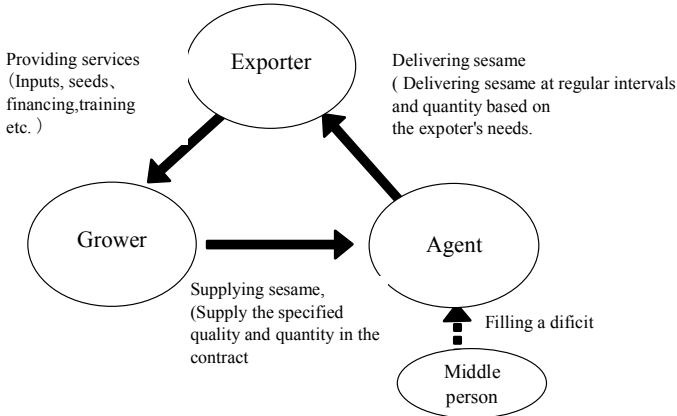 Providing services
(Inputs, seeds、
financing,training
etc. )
Exporter
Delivering sesame
( Delivering sesame at regular intervals
and quantity based on
the expoter's needs.
Grower
Agent
Supplying sesame,
(Supply the specified
quality and quantity in the
contract
Filling a dificit
Middle
person